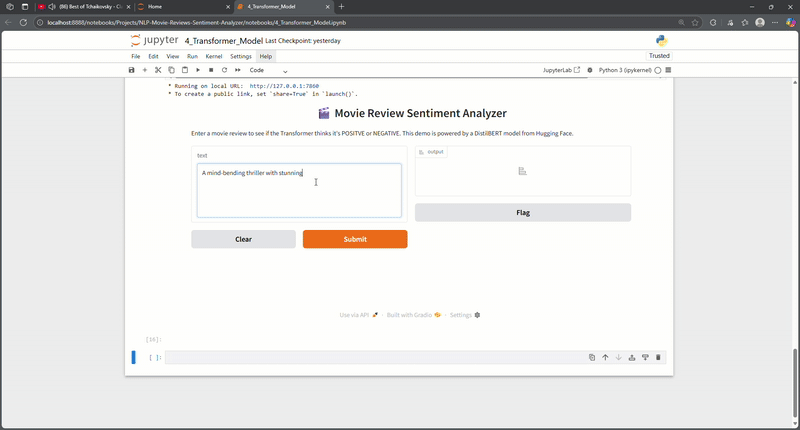 (86) Best of Tchaikovsky - Cl
Home
4_Transformer_Model
localhost:8888/notebooks/Projects/NLP-Movie-Reviews-Sentiment-Analyzer/notebooks/4_Transformer_Model.ipynb
jupyter 4_Transformer_Model Last Checkpoint: yesterday
File Edit View Run Kernel Settings Help Trusted
Code JupyterLab Python 3 (ipykernel)
* Running on local URL: http://127.0.0.1:7860
* To create a public link, set `share=True` in `launch()`.
Movie Review Sentiment Analyzer
Enter a movie review to see if the Transformer thinks it's POSITIVE or NEGATIVE. This demo is powered by a DistilBERT model from Hugging Face.
text
A mind-bending thriller with stunning
output
Flag
Clear Submit
Use via API · Built with Gradio · Settings
[16]:
[ ]: